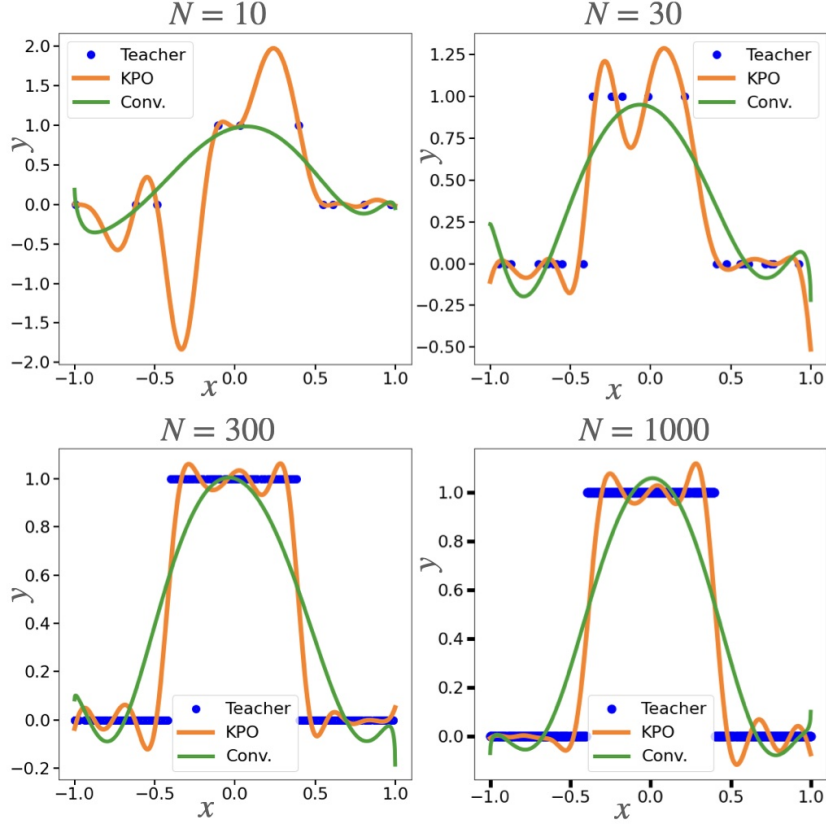 N = 10
2.0
1.5
1.0
0.5
0.0
−0.5
−1.0
−1.5
−2.0
y
Teacher
KPO
Conv.
−1.0 −0.5 0.0 0.5 1.0
x
N = 30
1.25
1.00
0.75
0.50
0.25
0.00
−0.25
−0.50
y
Teacher
KPO
Conv.
−1.0 −0.5 0.0 0.5 1.0
x
N = 300
1.0
0.8
0.6
0.4
0.2
0.0
−0.2
y
Teacher
KPO
Conv.
−1.0 −0.5 0.0 0.5 1.0
x
N = 1000
1.0
0.8
0.6
0.4
0.2
0.0
y
Teacher
KPO
Conv.
−1.0 −0.5 0.0 0.5 1.0
x